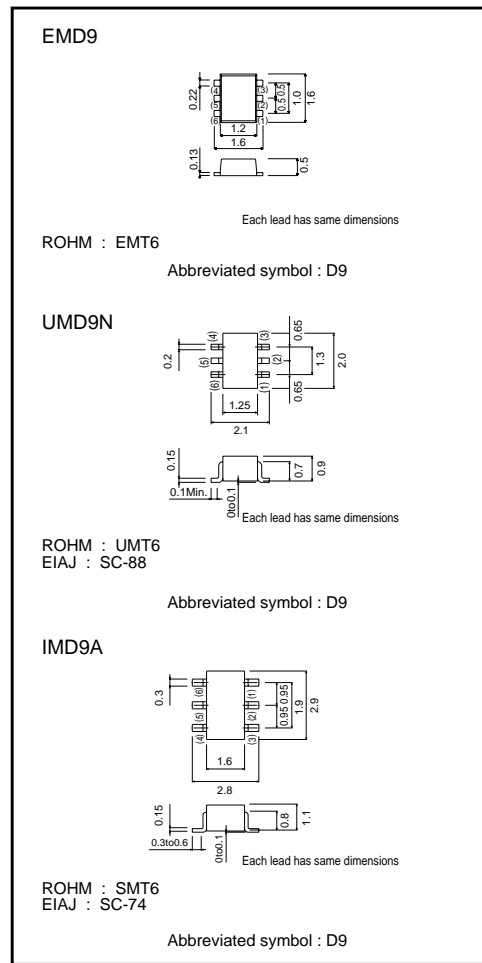 EMD9
0.22
(4)
(3)
(5)
(2)
(6)
(1)
0.5 0.5
1.0
1.6
1.2
1.6
0.13
0.5
Each lead has same dimensions
ROHM : EMT6
Abbreviated symbol : D9
UMD9N
0.2
(4)
(3)
(5)
(2)
(6)
(1)
0.65
0.65
1.3
2.0
1.25
2.1
0.15
0.1Min.
0to0.1
0.7
0.9
Each lead has same dimensions
ROHM : UMT6
EIAJ : SC-88
Abbreviated symbol : D9
IMD9A
0.3
(6)
(1)
(5)
(2)
(4)
(3)
0.95 0.95
1.9
2.9
1.6
2.8
0.15
0.3to0.6
0to0.1
0.8
1.1
Each lead has same dimensions
ROHM : SMT6
EIAJ : SC-74
Abbreviated symbol : D9